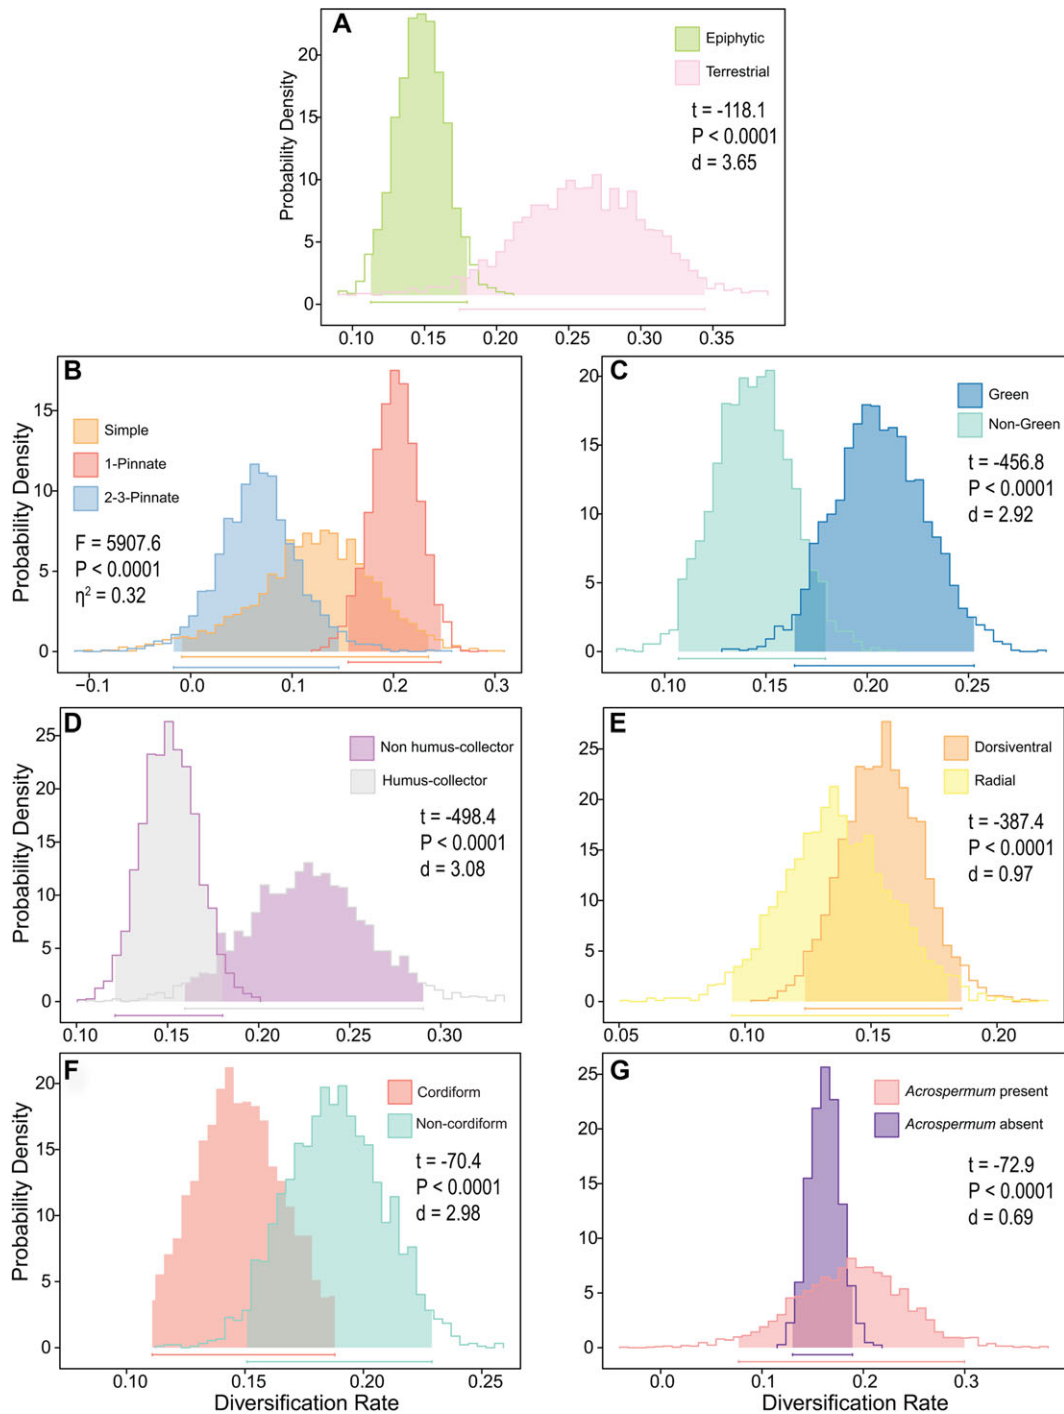 A
Epiphytic
Terrestrial
t = -118.1
P < 0.0001
d = 3.65
Probability Density
20
15
10
5
0
0.10 0.15 0.20 0.25 0.30 0.35
B
Simple
1-Pinnate
2-3-Pinnate
F = 5907.6
P < 0.0001
η² = 0.32
Probability Density
15
10
5
0
−0.1 0.0 0.1 0.2 0.3
C
Green
Non-Green
t = -456.8
P < 0.0001
d = 2.92
20
15
10
5
0
0.10 0.15 0.20 0.25
D
Non humus-collector
Humus-collector
t = -498.4
P < 0.0001
d = 3.08
Probability Density
25
20
15
10
5
0
0.10 0.15 0.20 0.25 0.30
E
Dorsiventral
Radial
t = -387.4
P < 0.0001
d = 0.97
25
20
15
10
5
0
0.05 0.10 0.15 0.20
F
Cordiform
Non-cordiform
t = -70.4
P < 0.0001
d = 2.98
Probability Density
20
15
10
5
0
0.10 0.15 0.20 0.25
Diversification Rate
G
Acrospermum present
Acrospermum absent
t = -72.9
P < 0.0001
d = 0.69
25
20
15
10
5
0
0.0 0.1 0.2 0.3
Diversification Rate